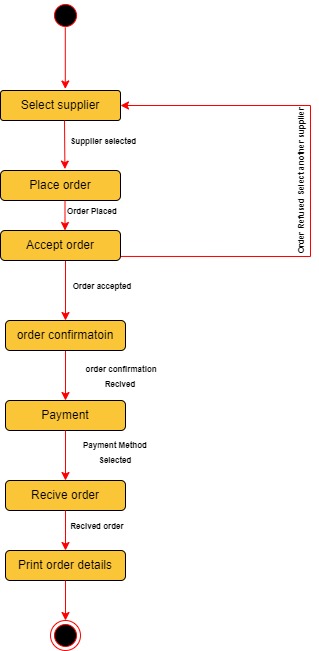 Select supplier
Supplier selected
Place order
Order Placed
Accept order
Order Refused Select another supplier
Order accepted
order confirmatoin
order confirmation
Recived
Payment
Payment Method
Selected
Recive order
Recived order
Print order details